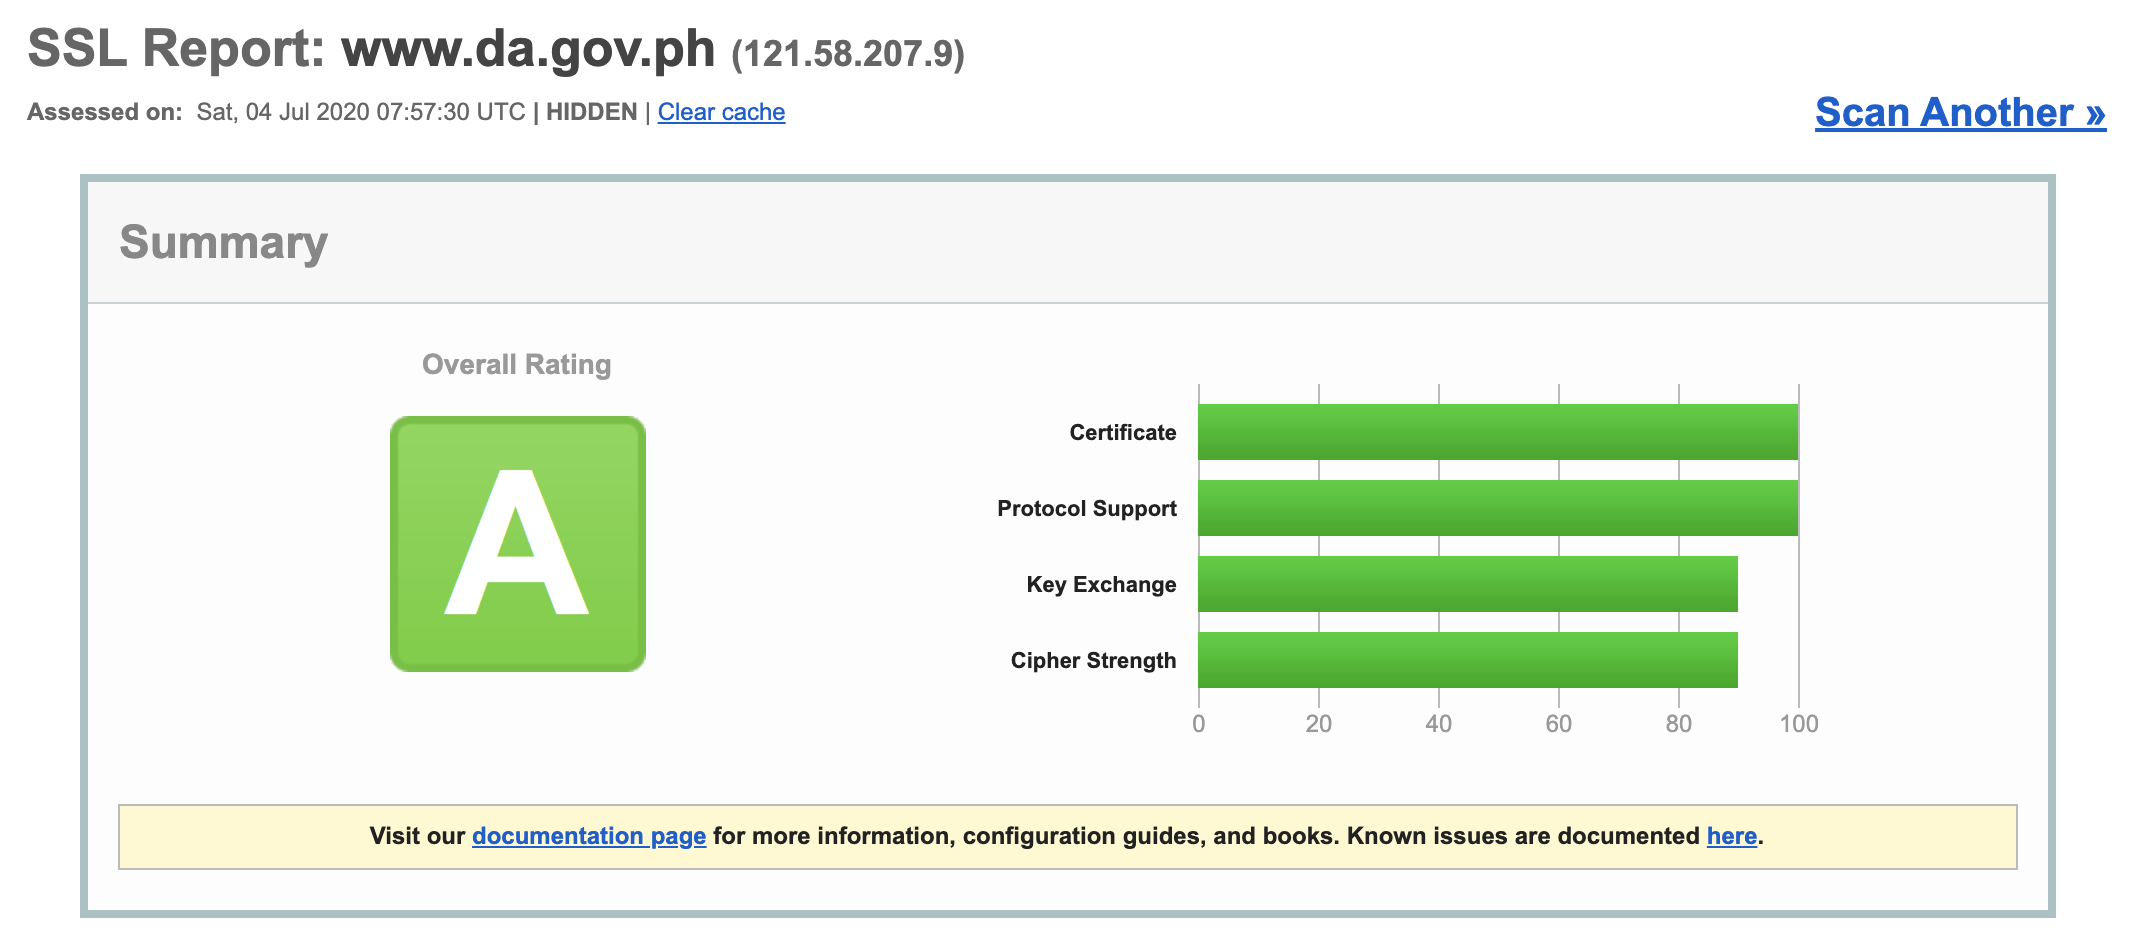 SSL Report: www.da.gov.ph (121.58.207.9)
Assessed on: Sat, 04 Jul 2020 07:57:30 UTC | HIDDEN | Clear cache
Scan Another »
Summary
Overall Rating
A
Certificate
Protocol Support
Key Exchange
Cipher Strength
0 20 40 60 80 100
Visit our documentation page for more information, configuration guides, and books. Known issues are documented here.